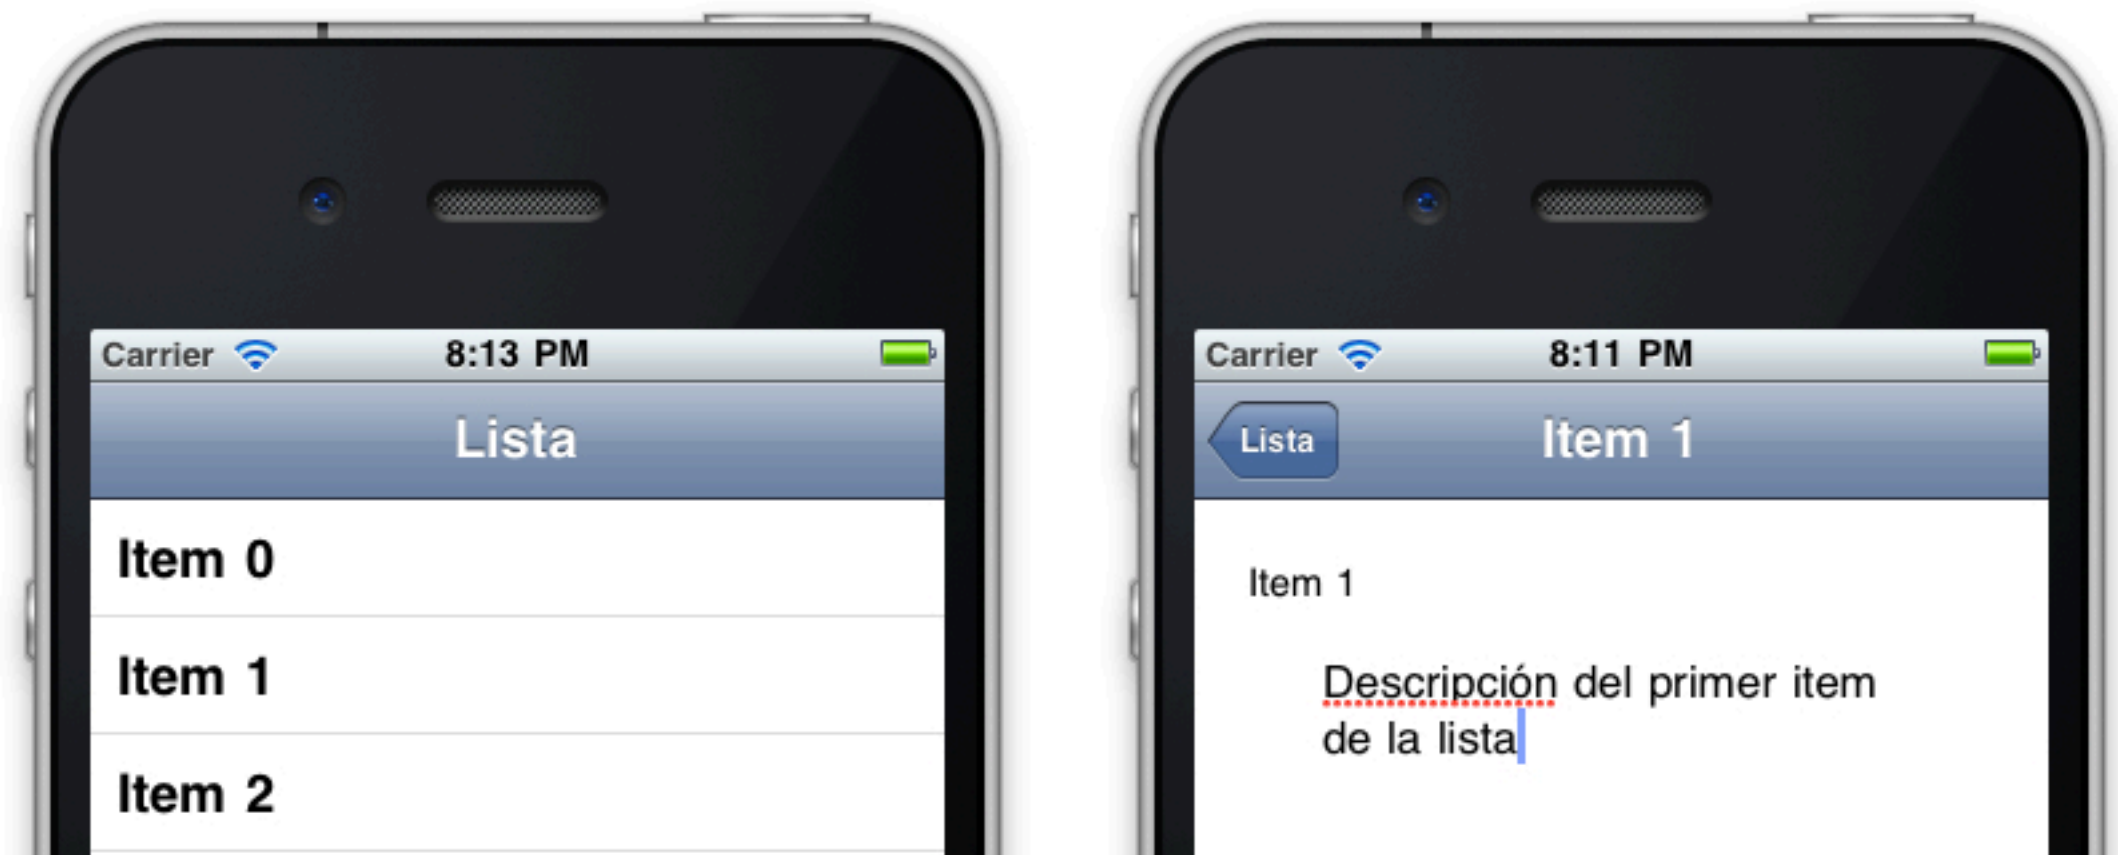 Carrier 8:13 PM
Lista
Item 0
Item 1
Item 2
Carrier 8:11 PM
Lista Item 1
Item 1
Descripción del primer item
de la lista